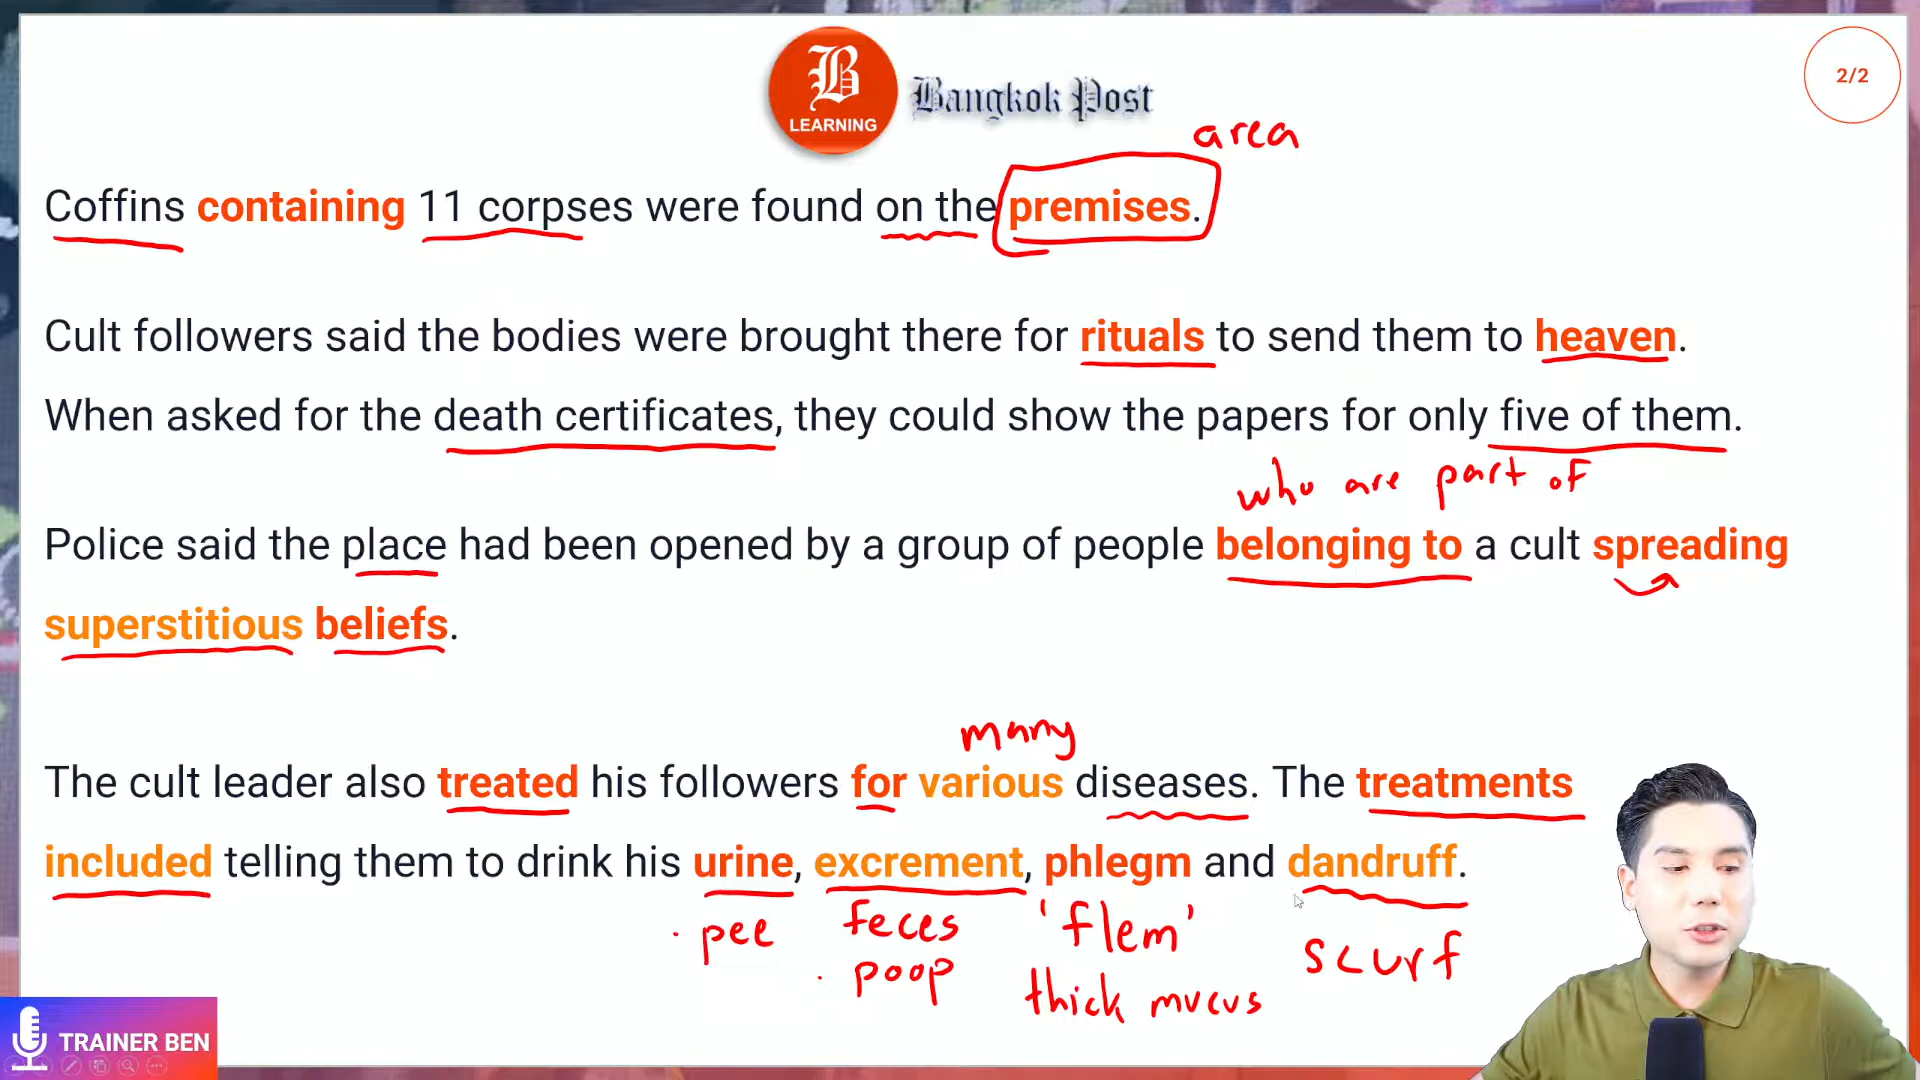 B
LEARNING
Bangkok Post
2/2
area
Coffins containing 11 corpses were found on the premises.
Cult followers said the bodies were brought there for rituals to send them to heaven.
When asked for the death certificates, they could show the papers for only five of them.
who are part of
Police said the place had been opened by a group of people belonging to a cult spreading
superstitious beliefs.
many
The cult leader also treated his followers for various diseases. The treatments
included telling them to drink his urine, excrement, phlegm and dandruff.
· pee
feces
· poop
'flem'
thick mucus
scurf
TRAINER BEN